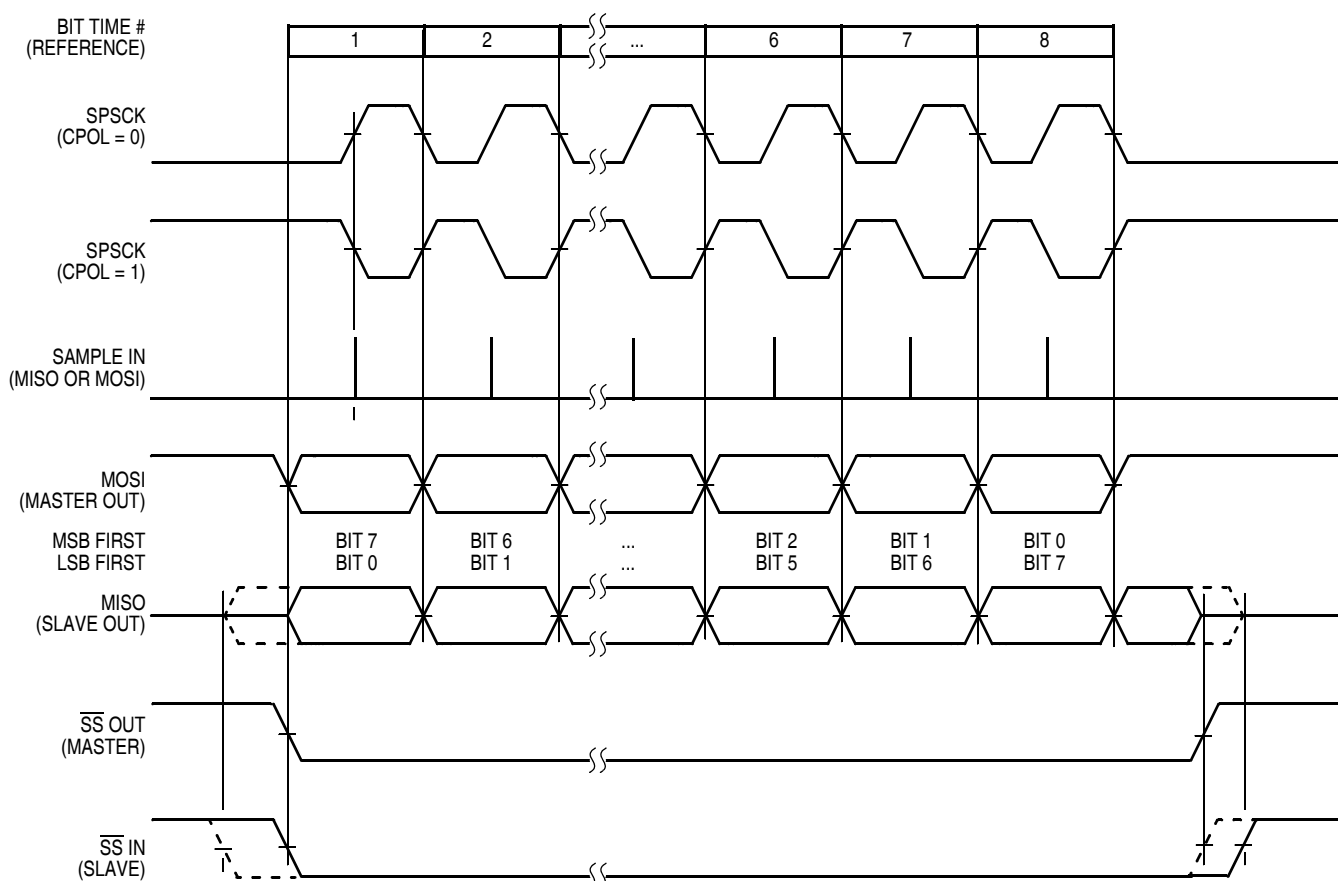 BIT TIME #
(REFERENCE)
1 2 ... 6 7 8
SPSCK
(CPOL = 0)
SPSCK
(CPOL = 1)
SAMPLE IN
(MISO OR MOSI)
MOSI
(MASTER OUT)
MSB FIRST BIT 7 BIT 6 ... BIT 2 BIT 1 BIT 0
LSB FIRST BIT 0 BIT 1 ... BIT 5 BIT 6 BIT 7
MISO
(SLAVE OUT)
SS OUT
(MASTER)
SS IN
(SLAVE)